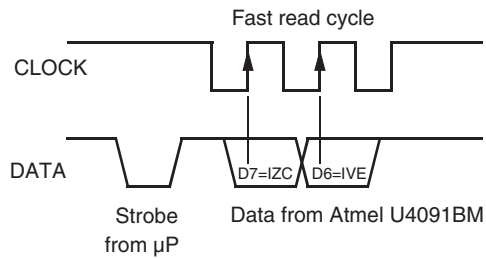 Fast read cycle
CLOCK
DATA
D7=IZC
D6=IVE
Strobe
from µP
Data from Atmel U4091BM